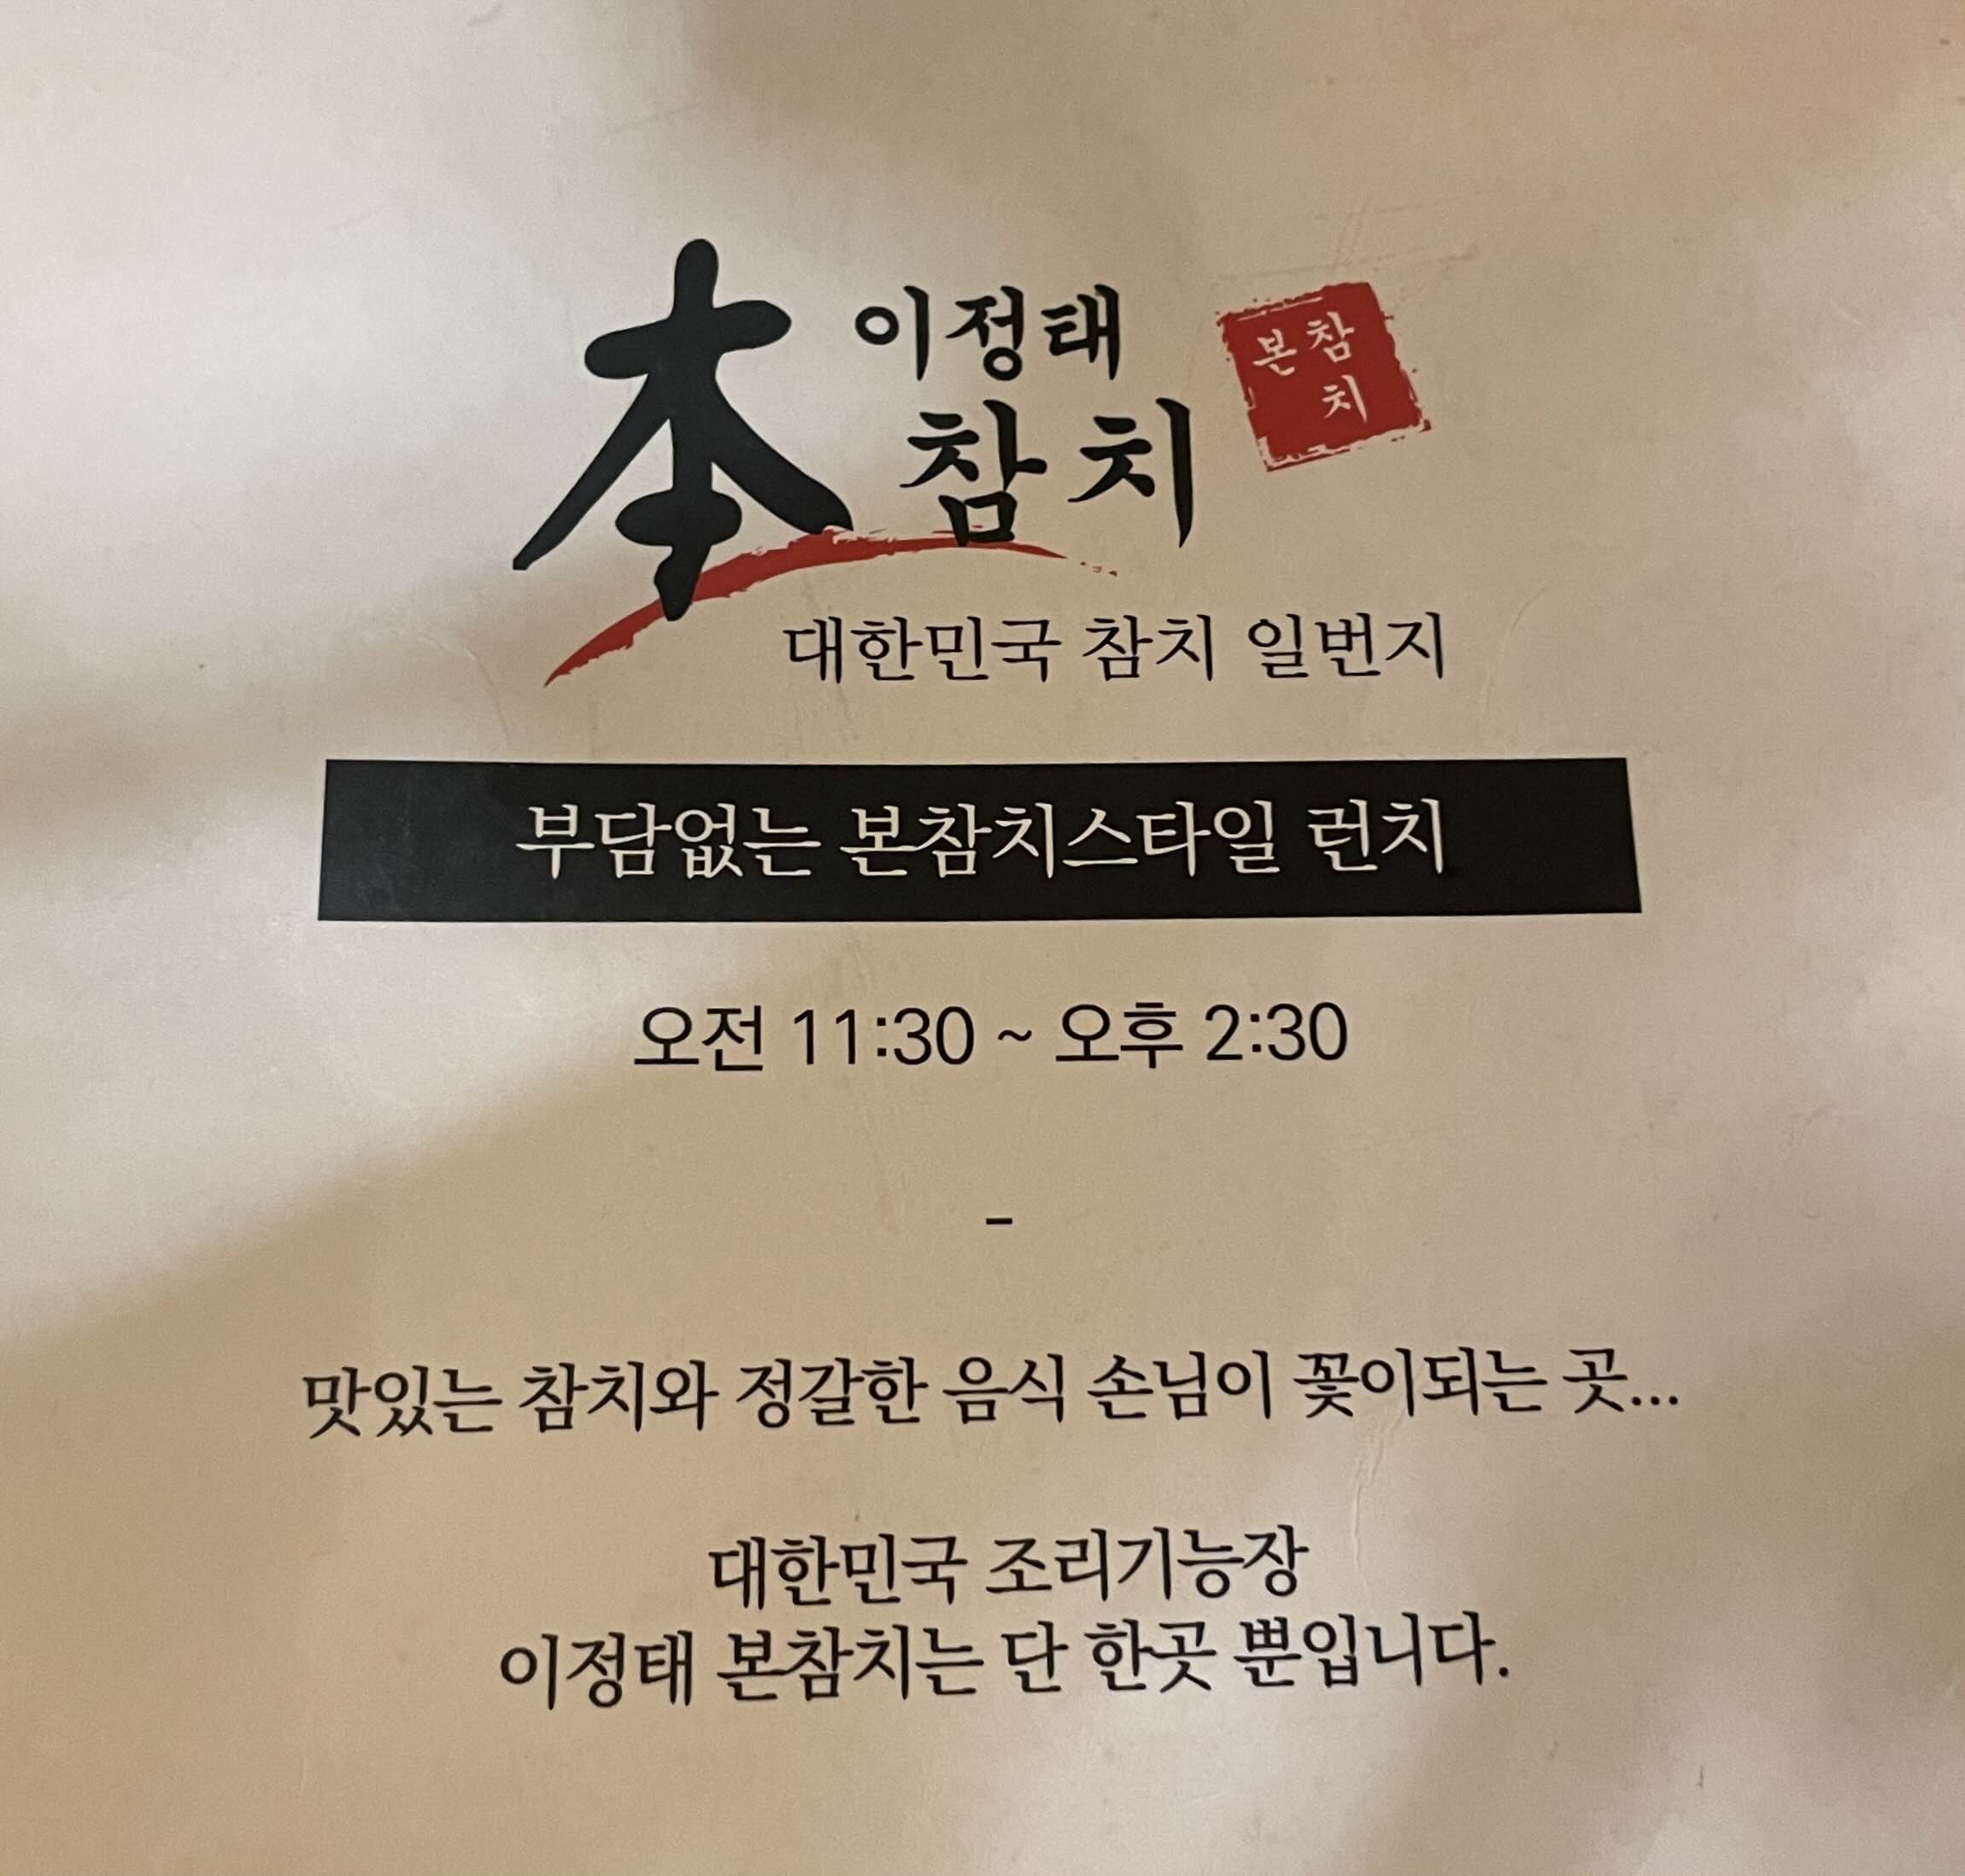 本 이정태
참치
본참
치
대한민국 참치 일번지
부담없는 본참치스타일 런치
오전 11:30 ~ 오후 2:30
-
맛있는 참치와 정갈한 음식 손님이 꽃이되는 곳...
대한민국 조리기능장
이정태 본참치는 단 한곳 뿐입니다.